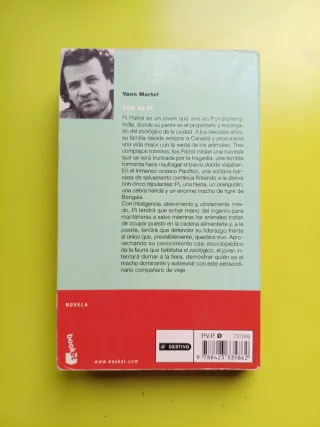 Yann Martel
Vida de Pi
Pi Patel es un joven que vive en Pondicherry,
India, donde su padre es el propietario y encarga-
do del zoológico de la ciudad. A los dieciséis años,
su familia decide emigrar a Canadá y procurarse
una vida mejor con la venta de los animales. Tras
complejos trámites, los Patel inician una travesía
que se verá truncada por la tragedia: una terrible
tormenta hace naufragar el barco donde viajaban.
En el inmenso océano Pacífico, una solitaria bar-
caza de salvamento continúa flotando a la deriva
con cinco tripulantes: Pi, una hiena, un orangután,
una cebra herida y un enorme macho de tigre de
Bengala.
Con inteligencia, atrevimiento y, obviamente, mie-
do, Pi tendrá que echar mano del ingenio para
mantenerse a salvo mientras los animales tratan
de ocupar puesto en la cadena alimentaria y, a la
postre, tendrá que defender su liderazgo frente
al único que, previsiblemente, quedará vivo. Apro-
vechando su conocimiento casi enciclopédico de
la fauna que habitaba el zoológico, el joven in-
tentará domar a la fiera, demostrar quién es el
macho dominante y sobrevivir con este extraordi-
nario compañero de viaje.
NOVELA
booket
www.booket.com
DESTINO
P.V.P. D
731946
9 788423 335862